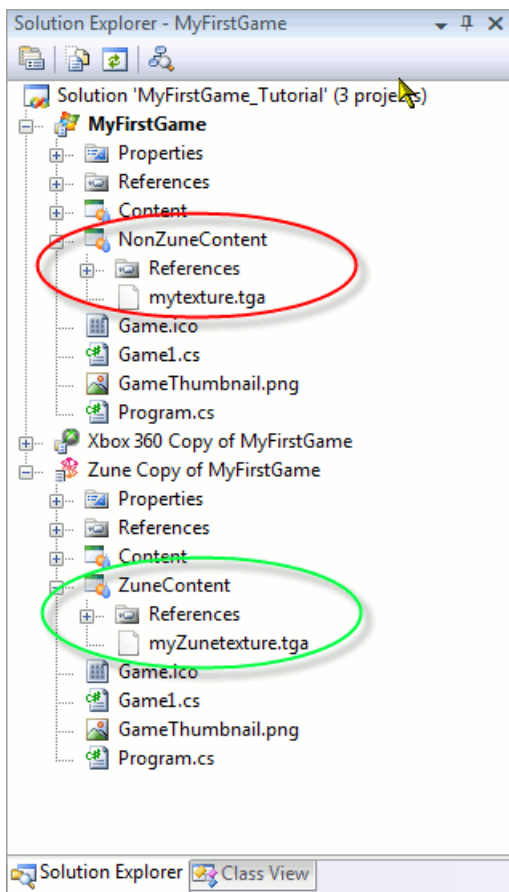 Solution Explorer - MyFirstGame
Solution 'MyFirstGame_Tutorial' (3 projects)
MyFirstGame
Properties
References
Content
NonZuneContent
References
mytexture.tga
Game.ico
Game1.cs
GameThumbnail.png
Program.cs
Xbox 360 Copy of MyFirstGame
Zune Copy of MyFirstGame
Properties
References
Content
ZuneContent
References
myZunetexture.tga
Game.ico
Game1.cs
GameThumbnail.png
Program.cs
Solution Explorer Class View